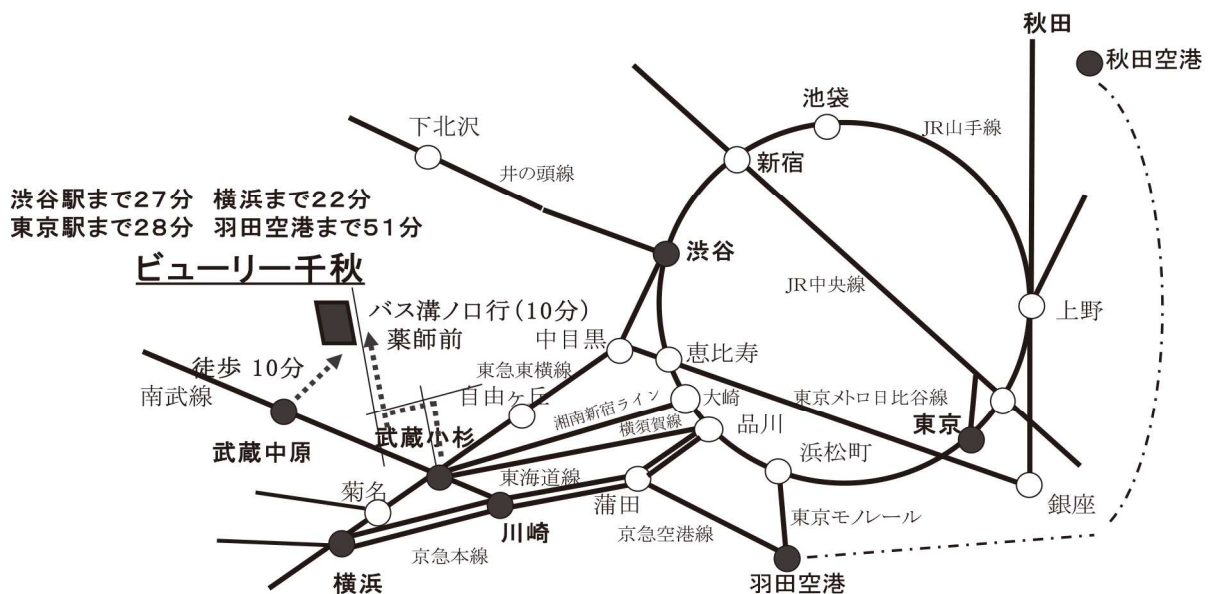 秋田
秋田空港
池袋
JR山手線
下北沢
新宿
井の頭線
渋谷駅まで27分 横浜まで22分
東京駅まで28分 羽田空港まで51分
渋谷
ビューリー千秋
JR中央線
バス溝ノ口行(10分)
薬師前
上野
中目黒
恵比寿
徒歩 10分
東急東横線
南武線
自由ヶ丘
湘南新宿ライン
大崎
東京メトロ日比谷線
横須賀線
品川
東京
武蔵中原
武蔵小杉
浜松町
東海道線
菊名
蒲田
銀座
川崎
京急空港線
東京モノレール
京急本線
横浜
羽田空港